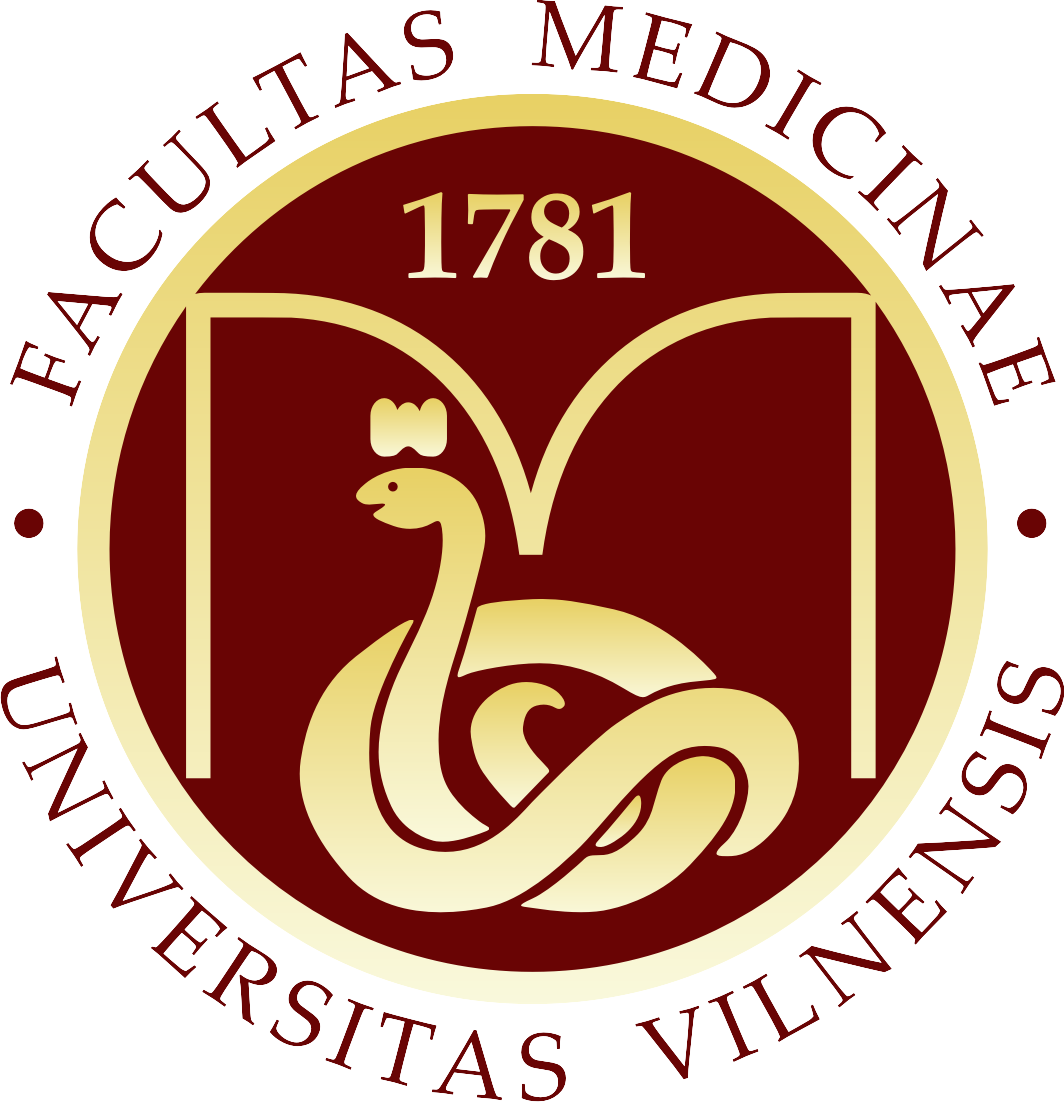 FACULTAS MEDICINAE
1781
UNIVERSITAS VILNENSIS